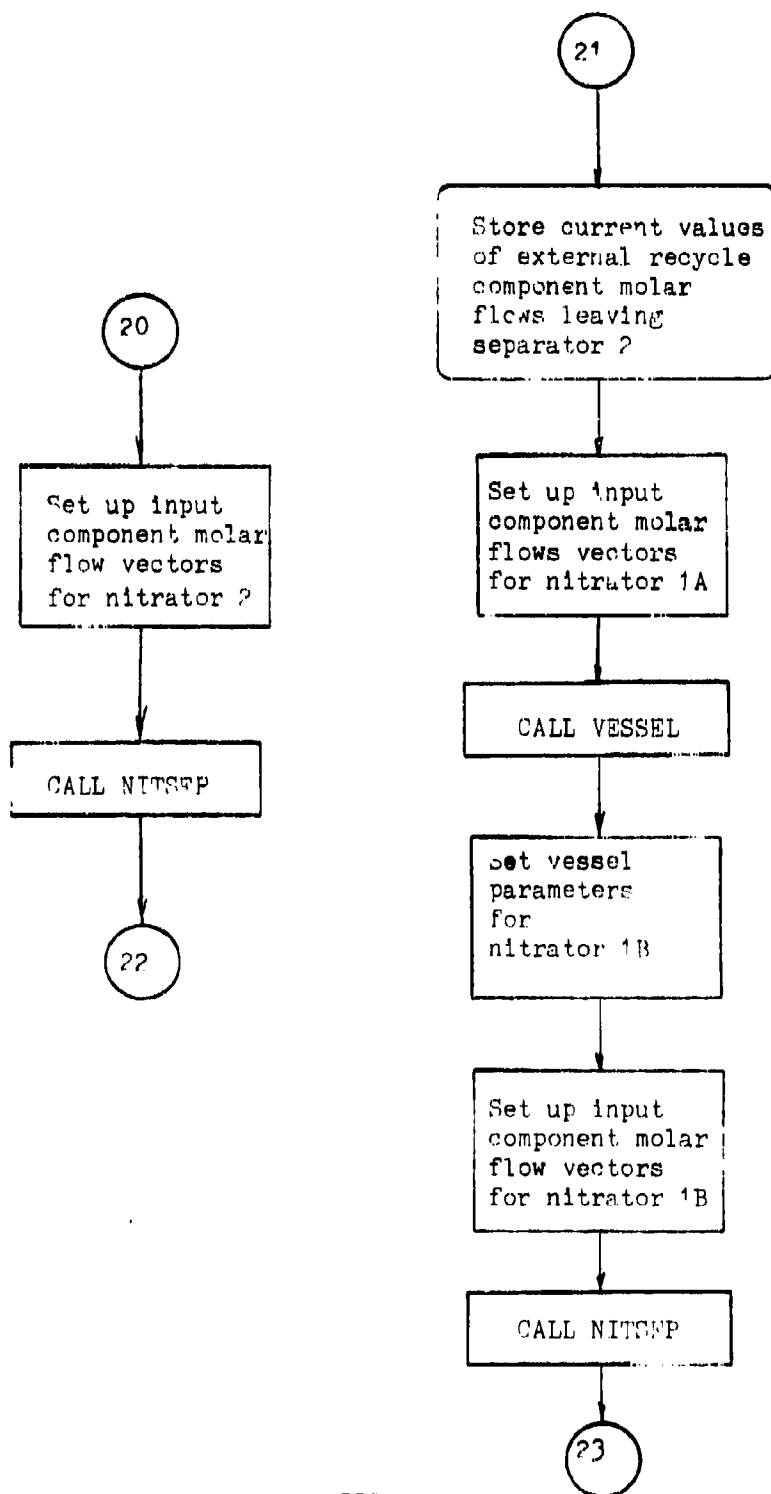 20
Set up input
component molar
flow vectors
for nitrator 2
CALL NITSEP
22
21
Store current values
of external recycle
component molar
flows leaving
separator 2
Set up input
component molar
flows vectors
for nitrator 1A
CALL VESSEL
Set vessel
parameters
for
nitrator 1B
Set up input
component molar
flow vectors
for nitrator 1B
CALL NITSEP
23